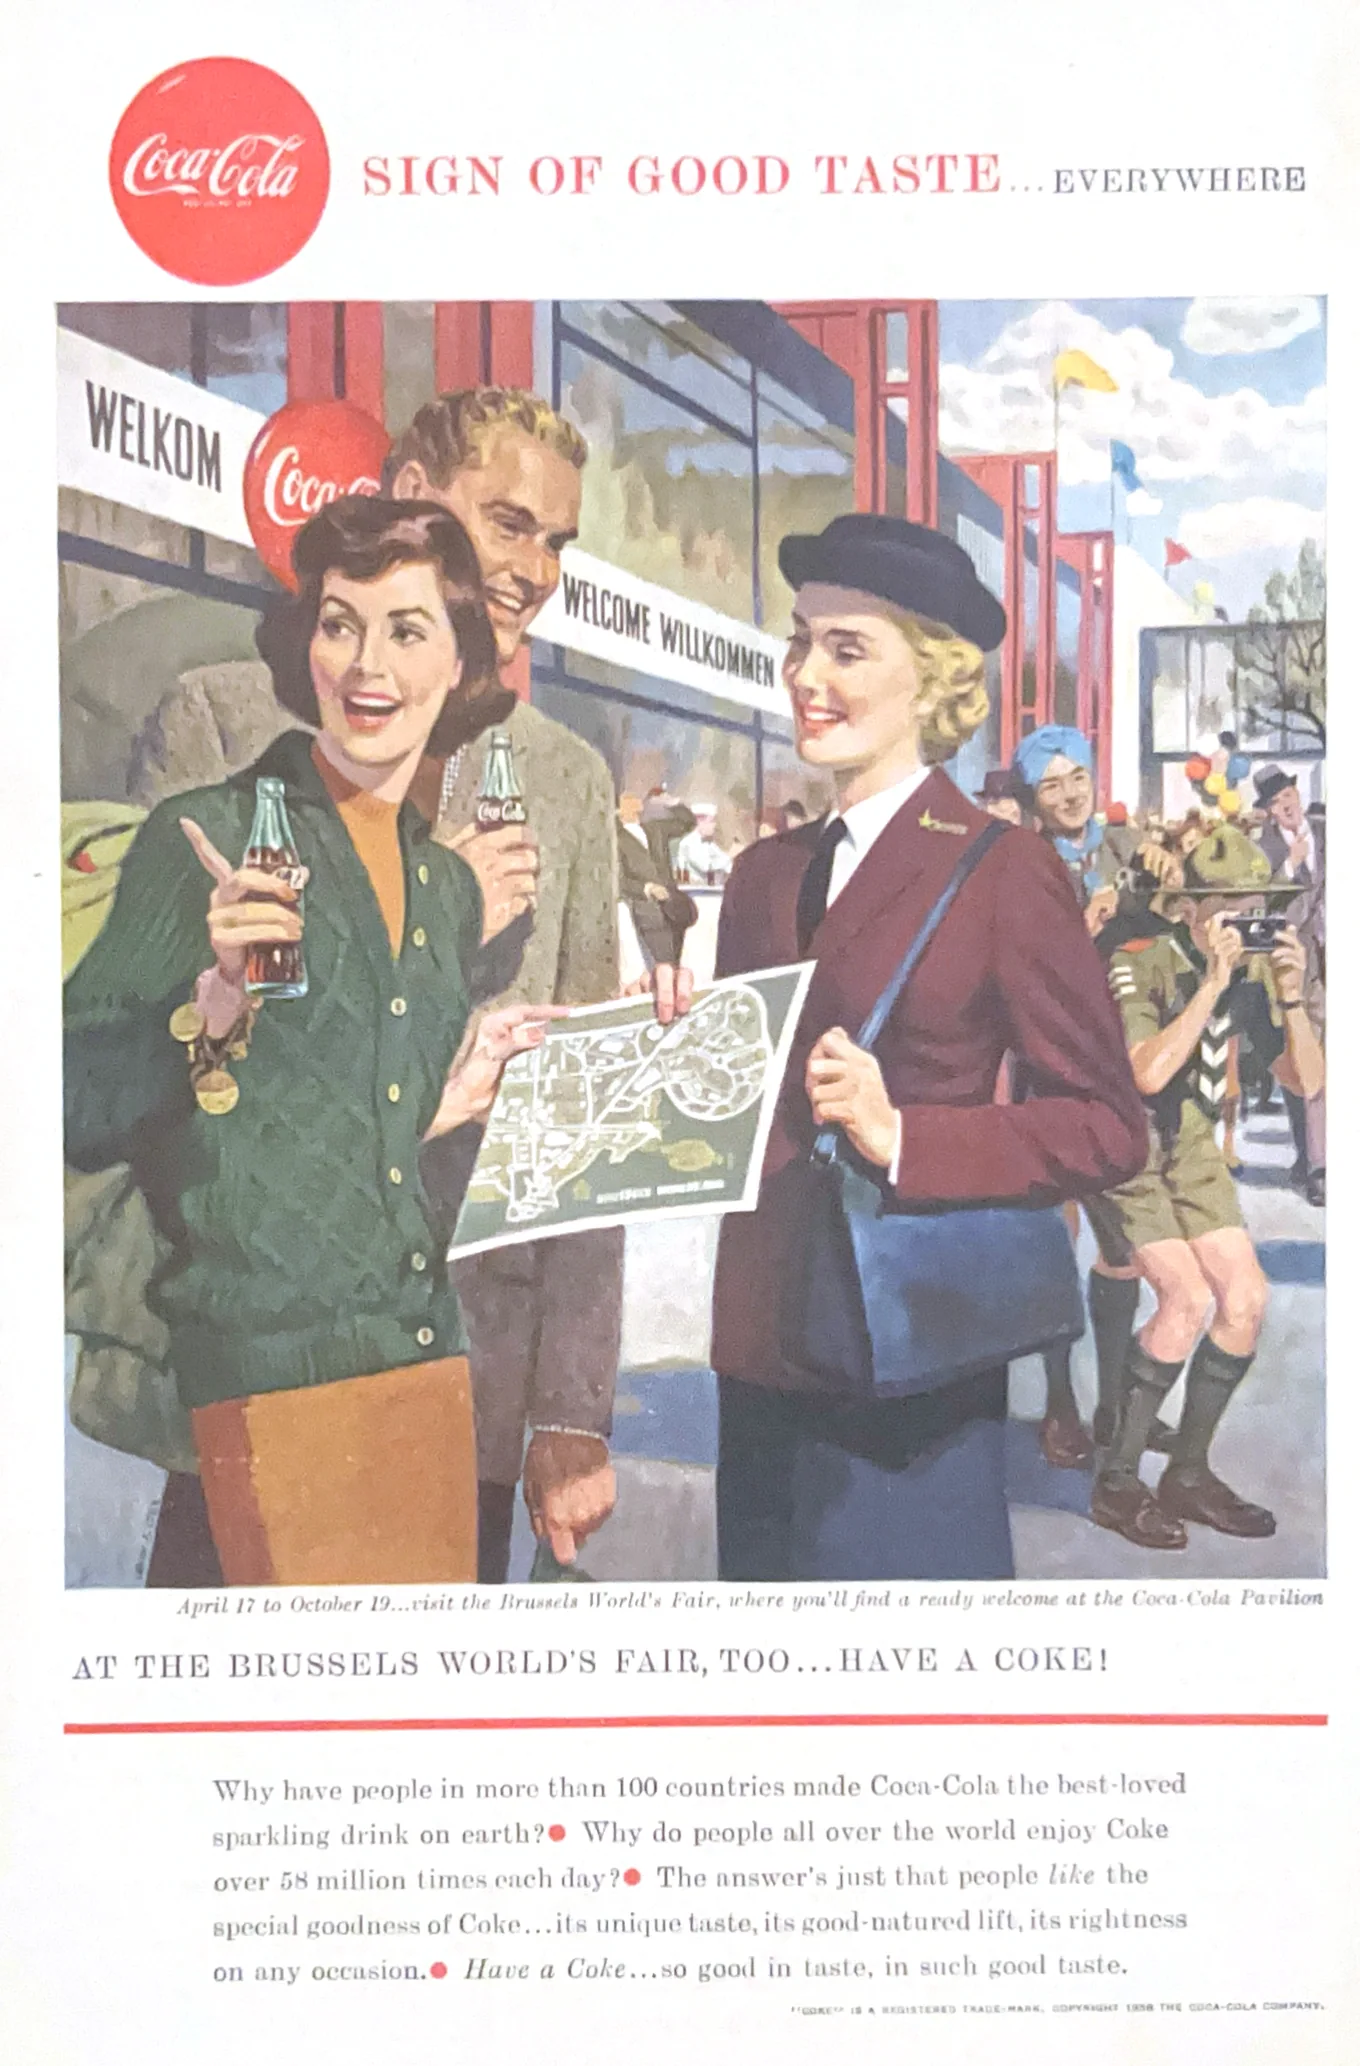 Coca-Cola
SIGN OF GOOD TASTE...EVERYWHERE
WELKOM
Coca-C
Coca-Cola
WELCOME WILLKOMMEN
April 17 to October 19...visit the Brussels World's Fair, where you'll find a ready welcome at the Coca-Cola Pavilion
AT THE BRUSSELS WORLD'S FAIR, TOO...HAVE A COKE!
Why have people in more than 100 countries made Coca-Cola the best-loved
sparkling drink on earth?● Why do people all over the world enjoy Coke
over 58 million times each day?● The answer's just that people like the
special goodness of Coke...its unique taste, its good-natured lift, its rightness
on any occasion.● Have a Coke...so good in taste, in such good taste.
"COKE" IS A REGISTERED TRADE-MARK. COPYRIGHT 1958 THE COCA-COLA COMPANY.